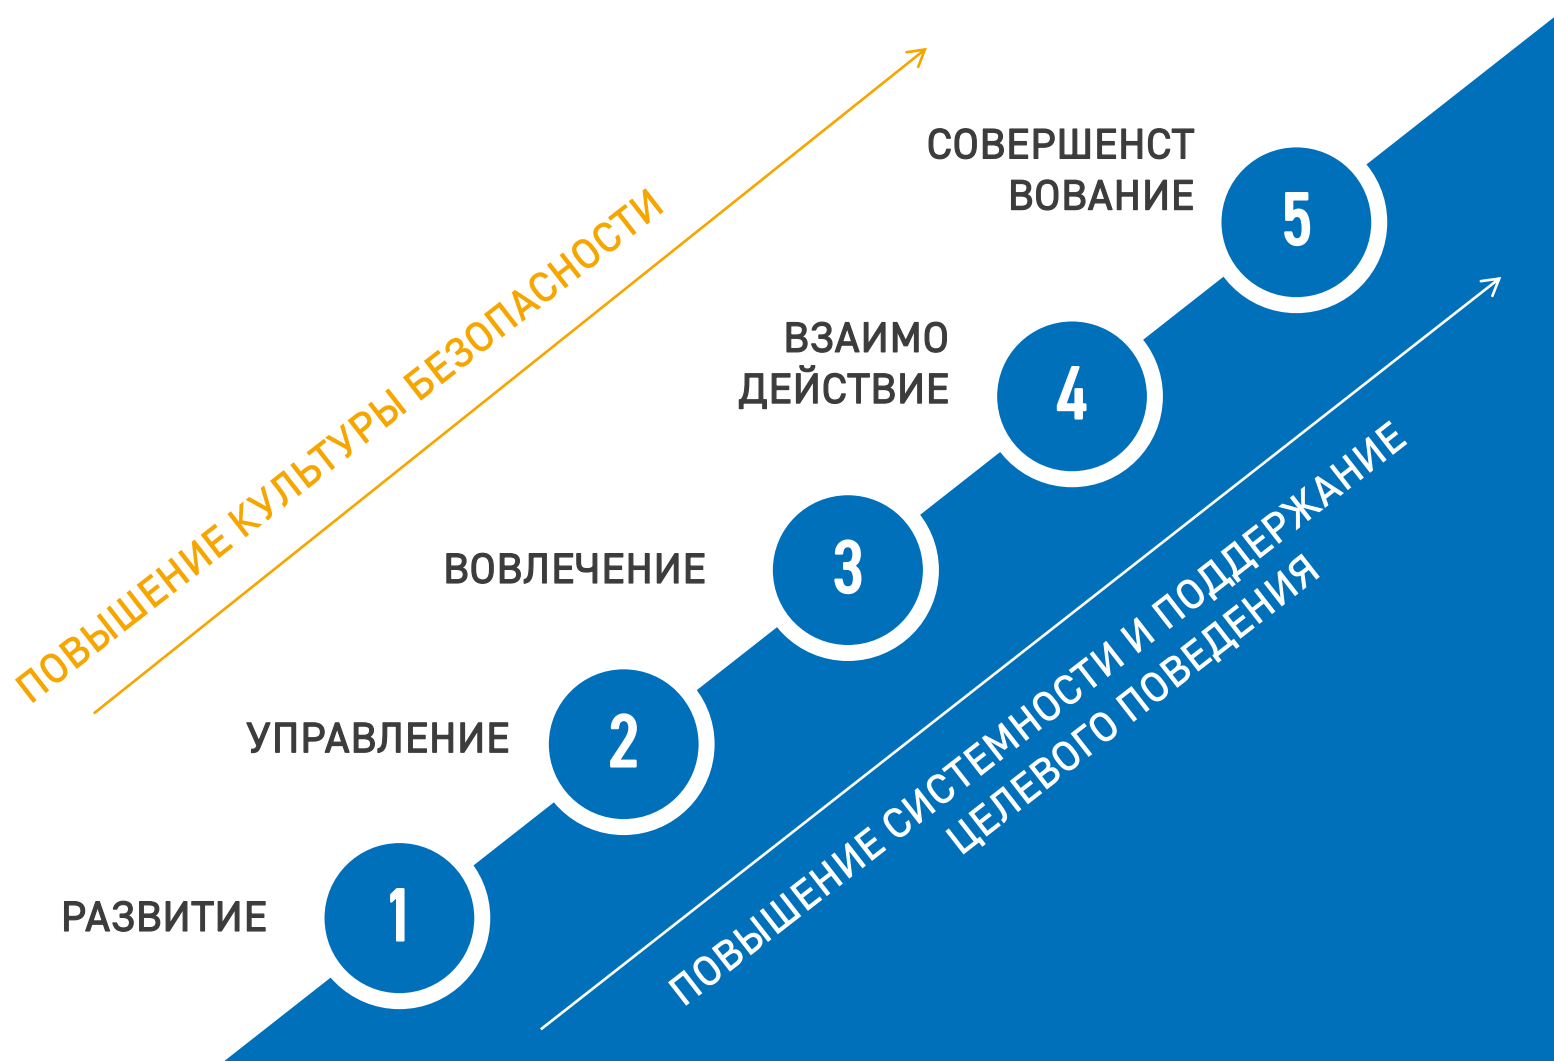 ПОВЫШЕНИЕ КУЛЬТУРЫ БЕЗОПАСНОСТИ
СОВЕРШЕНСТ
ВОВАНИЕ
5
ВЗАИМО
ДЕЙСТВИЕ
4
ВОВЛЕЧЕНИЕ
3
УПРАВЛЕНИЕ
2
РАЗВИТИЕ
1
ПОВЫШЕНИЕ СИСТЕМНОСТИ И ПОДДЕРЖАНИЕ
ЦЕЛЕВОГО ПОВЕДЕНИЯ